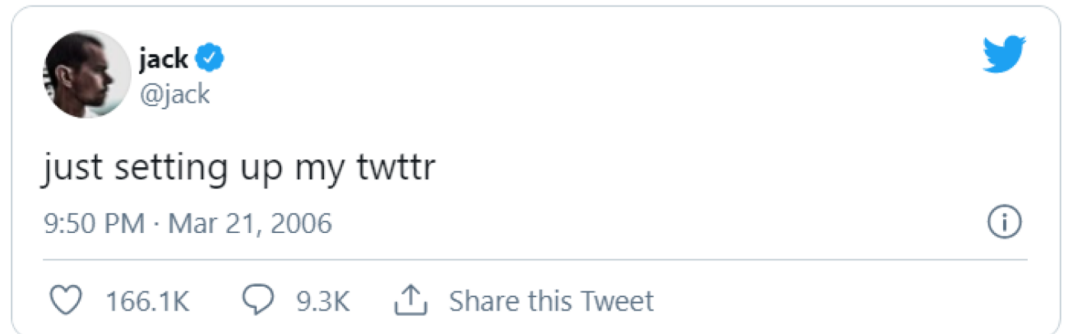 jack
@jack
just setting up my twttr
9:50 PM · Mar 21, 2006
166.1K 9.3K Share this Tweet